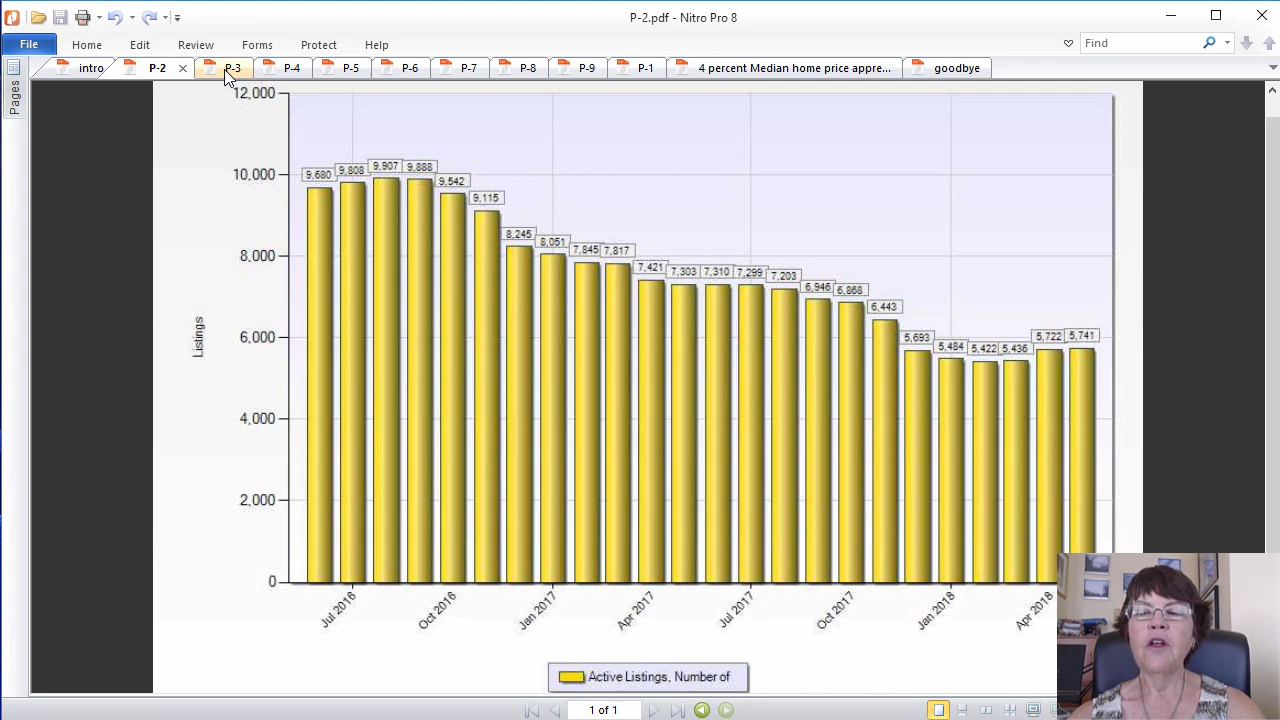 P-2.pdf - Nitro Pro 8
File Home Edit Review Forms Protect Help Find
intro P-2 P-3 P-4 P-5 P-6 P-7 P-8 P-9 P-1 4 percent Median home price appre... goodbye
Pages
12,000
10,000
8,000
6,000
4,000
2,000
0
Listings
9,680 9,808 9,907 9,888 9,542 9,115 8,245 8,051 7,845 7,817 7,421 7,303 7,310 7,299 7,203 6,946 6,868 6,443 5,693 5,484 5,422 5,436 5,722 5,741
Jul 2016 Oct 2016 Jan 2017 Apr 2017 Jul 2017 Oct 2017 Jan 2018 Apr 2018
Active Listings, Number of
1 of 1